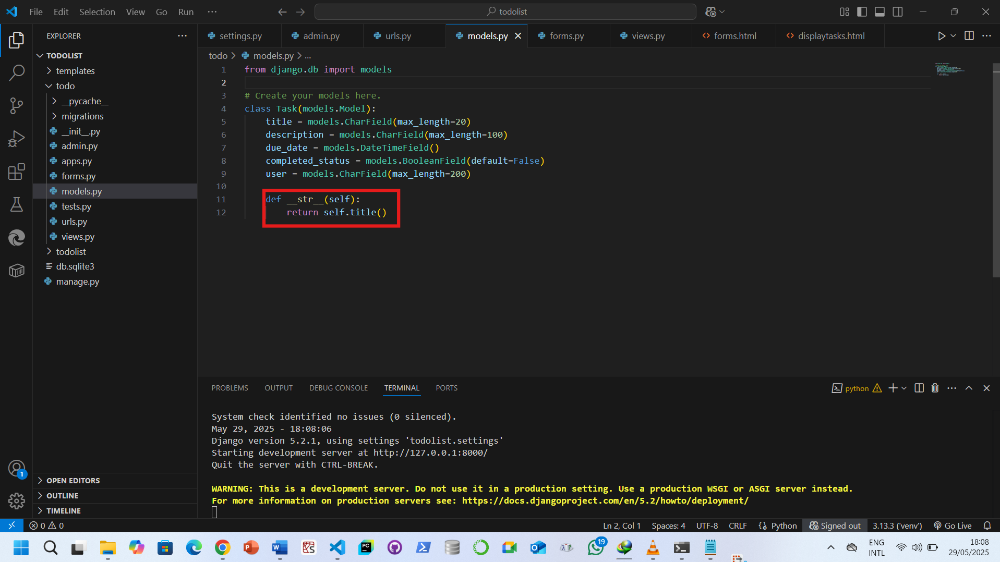 File Edit Selection View Go Run ···
todolist
EXPLORER
TODOLIST
templates
todo
__pycache__
migrations
__init__.py
admin.py
apps.py
forms.py
models.py
tests.py
urls.py
views.py
todolist
db.sqlite3
manage.py
OPEN EDITORS
OUTLINE
TIMELINE
settings.py admin.py urls.py models.py forms.py views.py forms.html displaytasks.html
todo > models.py > ...
1 from django.db import models
2
3 # Create your models here.
4 class Task(models.Model):
5 title = models.CharField(max_length=20)
6 description = models.CharField(max_length=100)
7 due_date = models.DateTimeField()
8 completed_status = models.BooleanField(default=False)
9 user = models.CharField(max_length=200)
10
11 def __str__(self):
12 return self.title()
PROBLEMS OUTPUT DEBUG CONSOLE TERMINAL PORTS
python
System check identified no issues (0 silenced).
May 29, 2025 - 18:08:06
Django version 5.2.1, using settings 'todolist.settings'
Starting development server at http://127.0.0.1:8000/
Quit the server with CTRL-BREAK.
WARNING: This is a development server. Do not use it in a production setting. Use a production WSGI or ASGI server instead.
For more information on production servers see: https://docs.djangoproject.com/en/5.2/howto/deployment/
1
0 0
Ln 2, Col 1 Spaces: 4 UTF-8 CRLF Python Signed out 3.13.3 ('venv') Go Live
19
ENG
INTL
18:08
29/05/2025